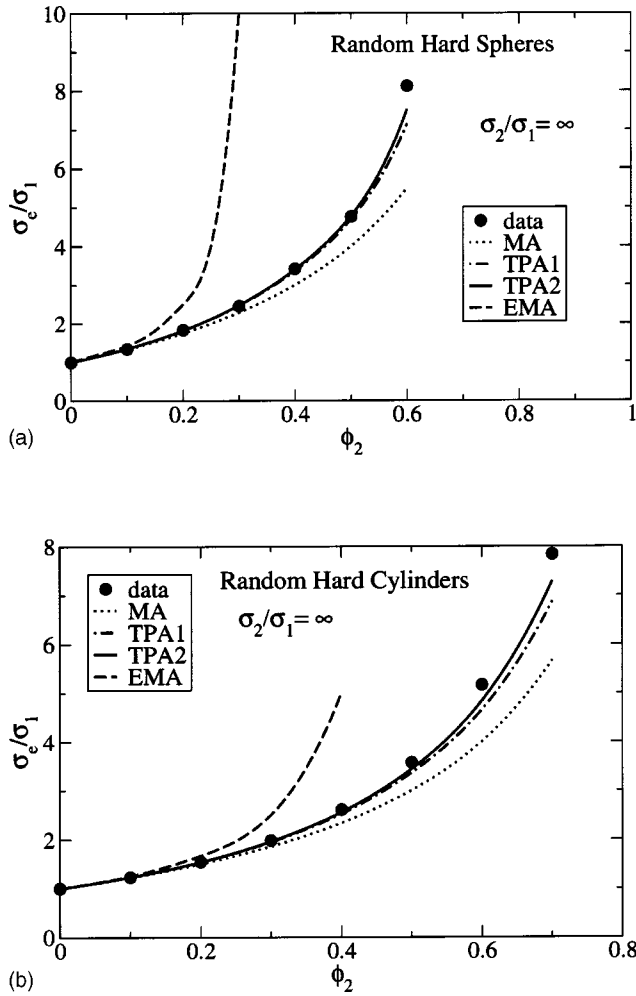 10
Random Hard Spheres
8
σ₂/σ₁= ∞
6
σₑ/σ₁
data
MA
4
TPA1
TPA2
2
EMA
0
0 0.2 0.4 0.6 0.8 1
(a)
ϕ₂
8
data
Random Hard Cylinders
MA
σ₂/σ₁= ∞
TPA1
6
TPA2
EMA
σₑ/σ₁
4
2
0
0 0.2 0.4 0.6 0.8
(b)
ϕ₂